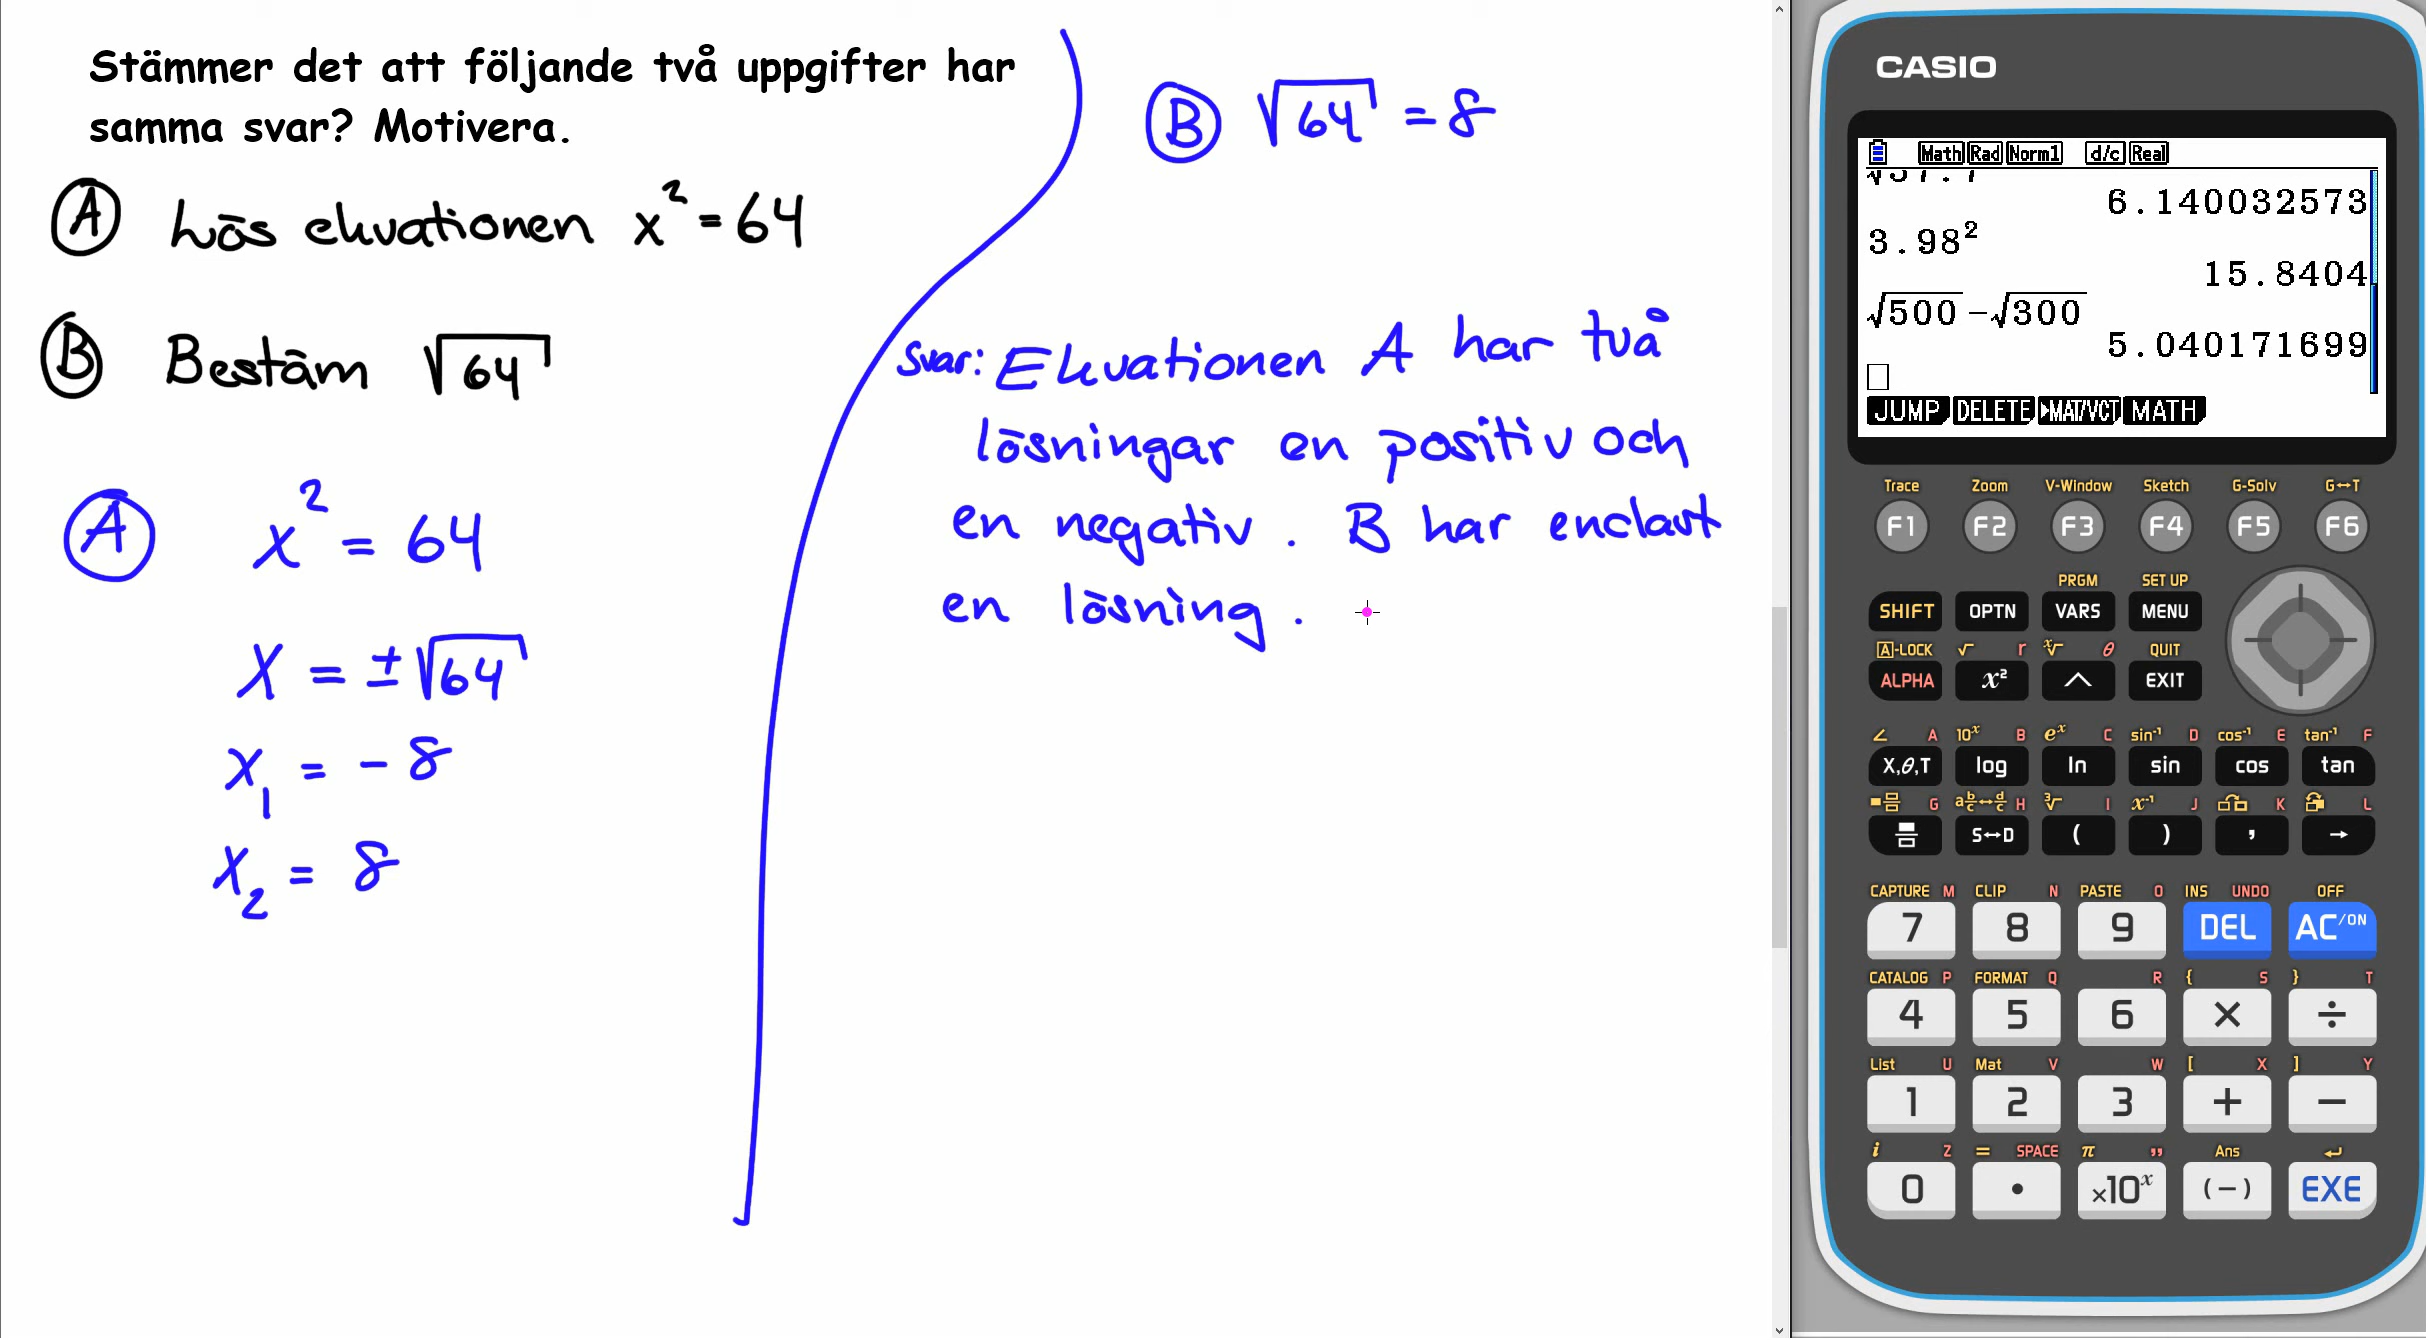 Stämmer det att följande två uppgifter har
samma svar? Motivera.
A Lös ekvationen x² = 64
B Bestäm √64
A x² = 64
x = ±√64
x₁ = -8
x₂ = 8
B √64 = 8
svar: Ekvationen A har två
lösningar en positiv och
en negativ. B har endast
en lösning.
CASIO
Math Rad Norm1 d/c Real
6.140032573
3.98²
15.8404
√500-√300
5.040171699
JUMP DELETE ▶MAT/VCT MATH
Trace Zoom V-Window Sketch G-Solv G↔T
F1 F2 F3 F4 F5 F6
PRGM SET UP
SHIFT OPTN VARS MENU
A-LOCK √ r ˣ√ θ QUIT
ALPHA x² ^ EXIT
∠ A 10ˣ B eˣ C sin⁻¹ D cos⁻¹ E tan⁻¹ F
X,θ,T log ln sin cos tan
G a b/c↔d/c H ³√ I x⁻¹ J K L
S↔D ( ) , →
CAPTURE M CLIP N PASTE O INS UNDO OFF
7 8 9 DEL AC/ON
CATALOG P FORMAT Q R { S } T
4 5 6 × ÷
List U Mat V W [ X ] Y
1 2 3 + −
i Z = SPACE π " Ans ↵
0 • ×10ˣ (−) EXE